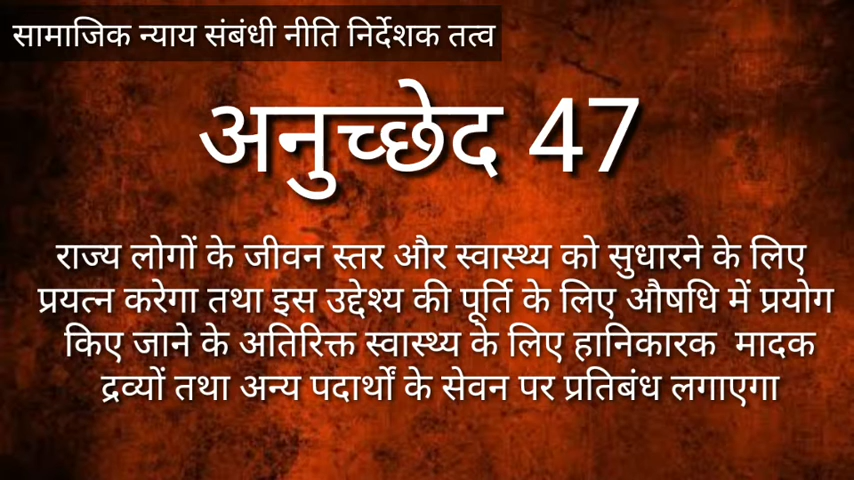 सामाजिक न्याय संबंधी नीति निर्देशक तत्व
अनुच्छेद 47
राज्य लोगों के जीवन स्तर और स्वास्थ्य को सुधारने के लिए
प्रयत्न करेगा तथा इस उद्देश्य की पूर्ति के लिए औषधि में प्रयोग
किए जाने के अतिरिक्त स्वास्थ्य के लिए हानिकारक मादक
द्रव्यों तथा अन्य पदार्थों के सेवन पर प्रतिबंध लगाएगा